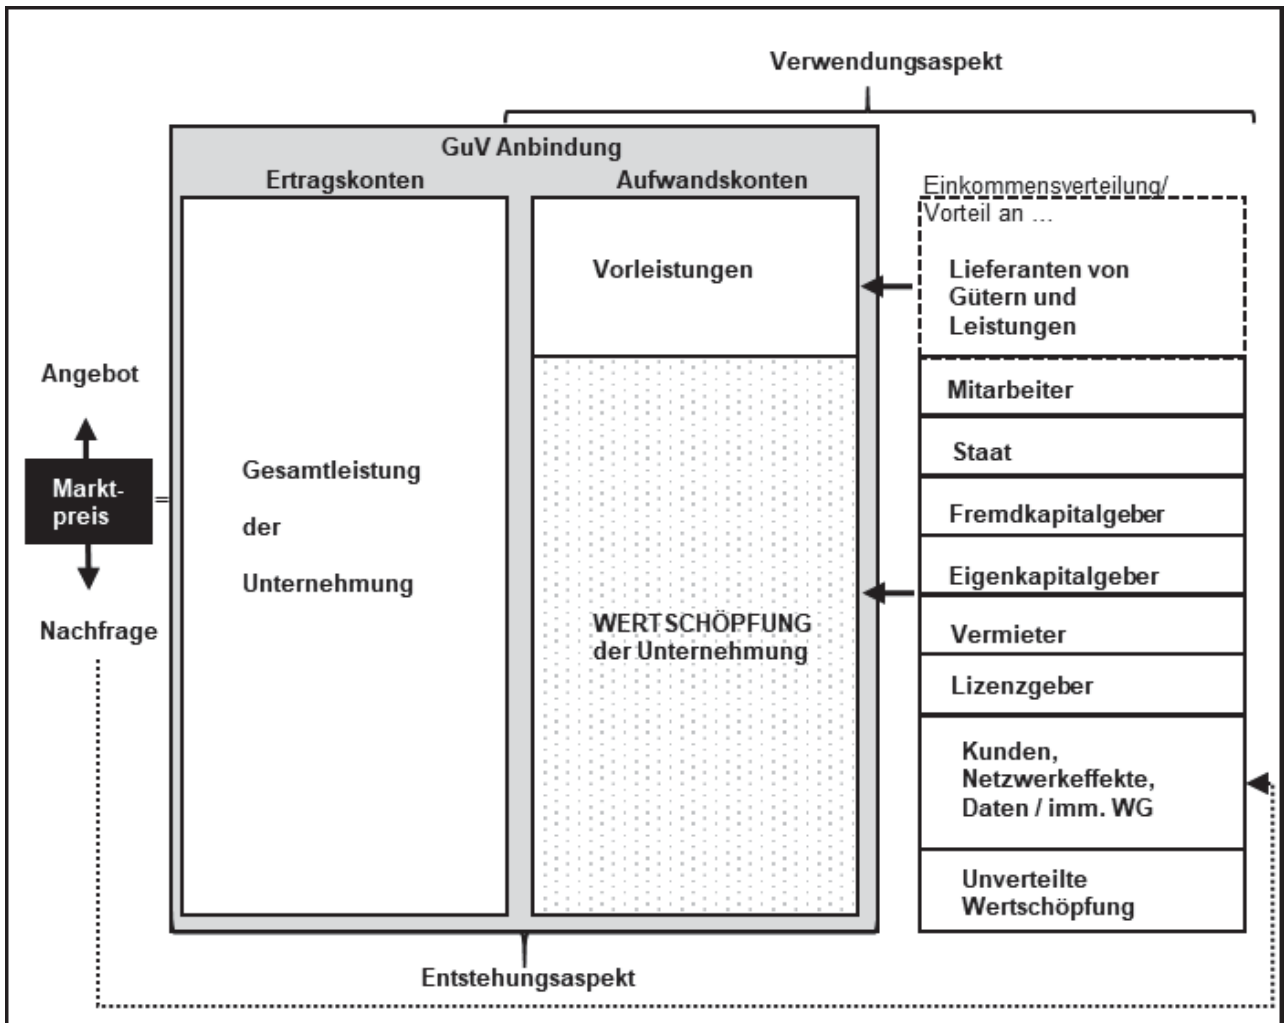 Verwendungsaspekt
GuV Anbindung
Ertragskonten
Aufwandskonten
Einkommensverteilung/
Vorteil an ...
Vorleistungen
Lieferanten von
Gütern und
Leistungen
Angebot
Markt-
preis
=
Nachfrage
Gesamtleistung
der
Unternehmung
WERTSCHÖPFUNG
der Unternehmung
Mitarbeiter
Staat
Fremdkapitalgeber
Eigenkapitalgeber
Vermieter
Lizenzgeber
Kunden,
Netzwerkeffekte,
Daten / imm. WG
Unverteilte
Wertschöpfung
Entstehungsaspekt